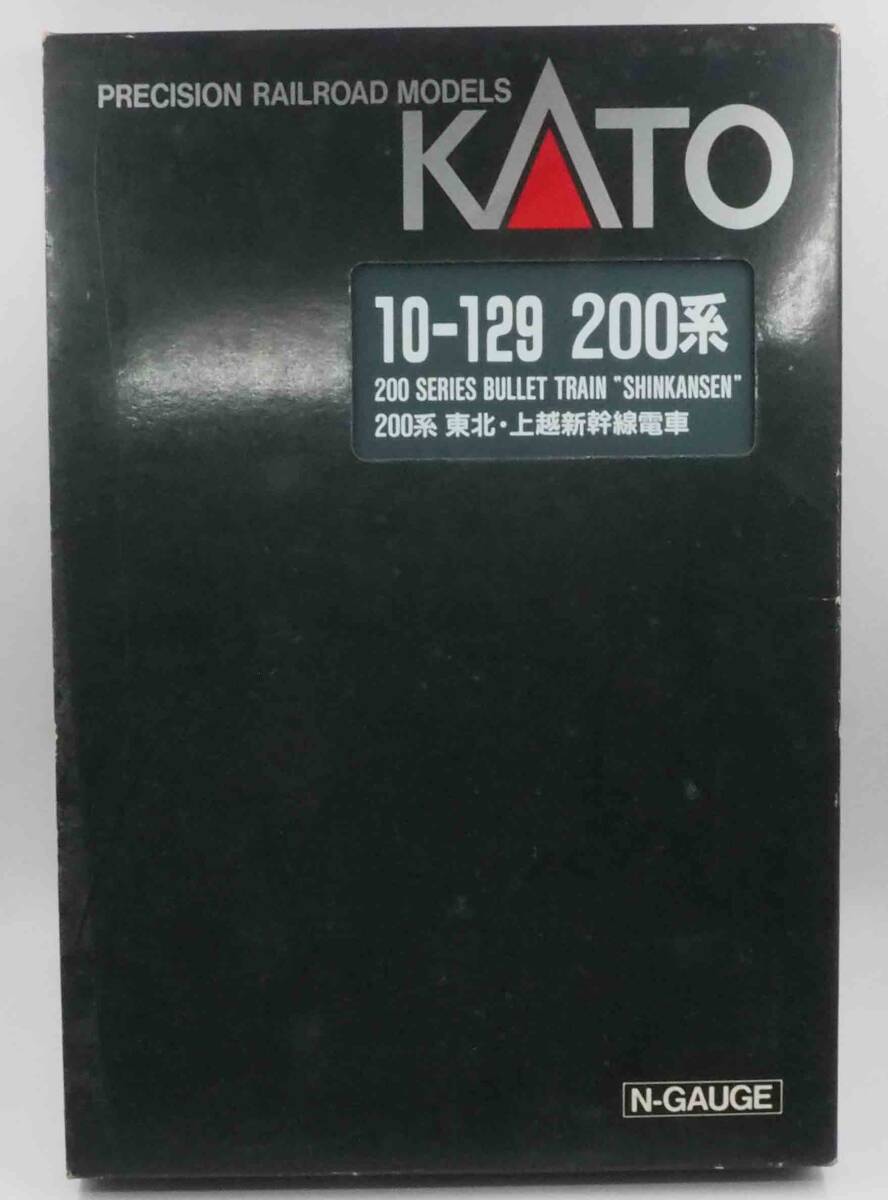 PRECISION RAILROAD MODELS
KATO
10-129 200系
200 SERIES BULLET TRAIN "SHINKANSEN"
200系 東北・上越新幹線電車
N-GAUGE